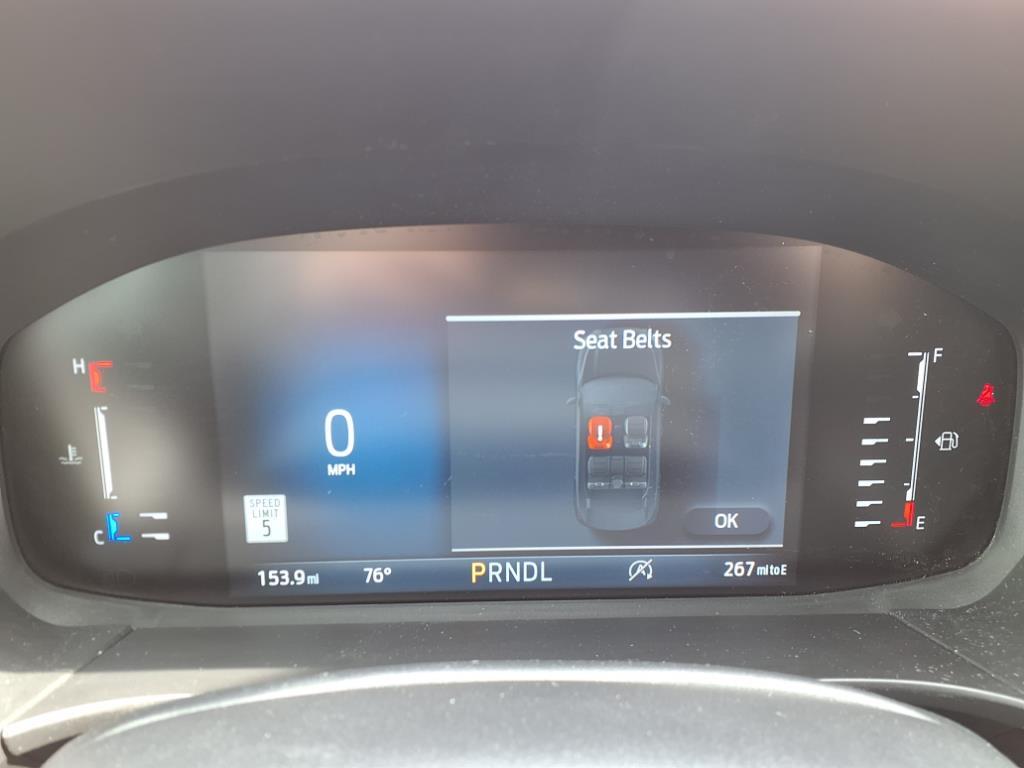 Seat Belts
H
F
0
MPH
SPEED
LIMIT
5
C
E
OK
153.9 mi
76°
PRNDL
267 mi to E